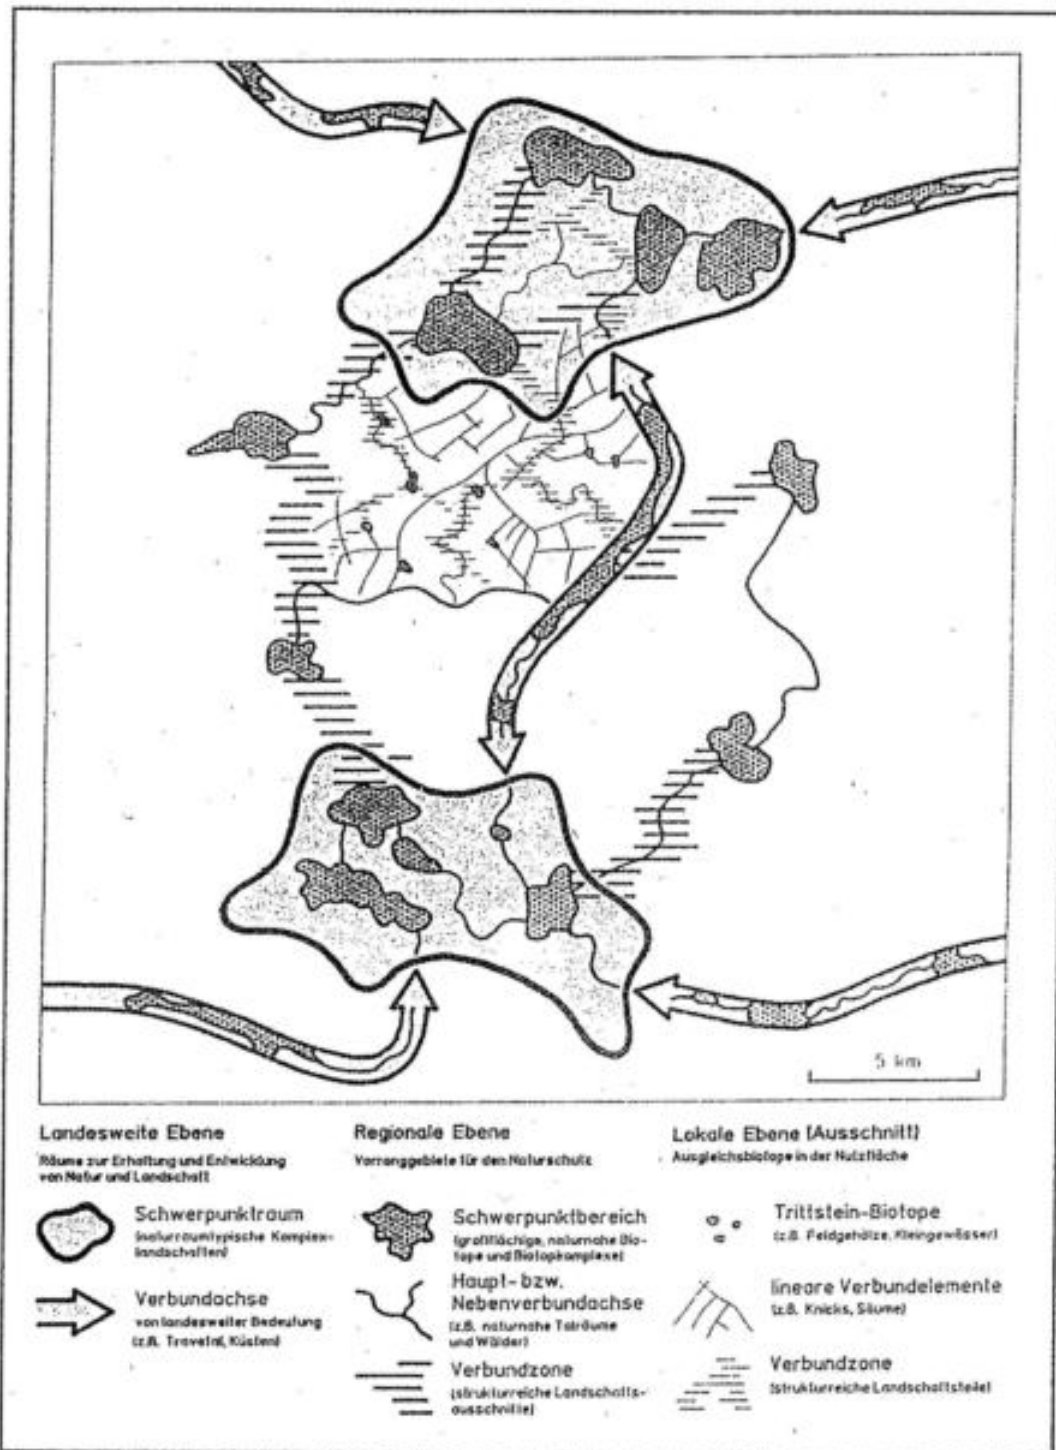 5 km
Landesweite Ebene
Räume zur Erhaltung und Entwicklung
von Natur und Landschaft
Schwerpunktraum
(naturraumtypische Komplex-
landschaften)
Verbundachse
von landesweiter Bedeutung
(z.B. Travetal, Küsten)
Regionale Ebene
Vorranggebiete für den Naturschutz
Schwerpunktbereich
(großflächige, naturnahe Bio-
tope und Biotopkomplexe)
Haupt- bzw.
Nebenverbundachse
(z.B. naturnahe Talräume
und Wälder)
Verbundzone
(strukturreiche Landschafts-
ausschnitte)
Lokale Ebene (Ausschnitt)
Ausgleichsbiotope in der Nutzfläche
Trittstein-Biotope
(z.B. Feldgehölze, Kleingewässer)
lineare Verbundelemente
(z.B. Knicks, Säume)
Verbundzone
(strukturreiche Landschaftsteile)